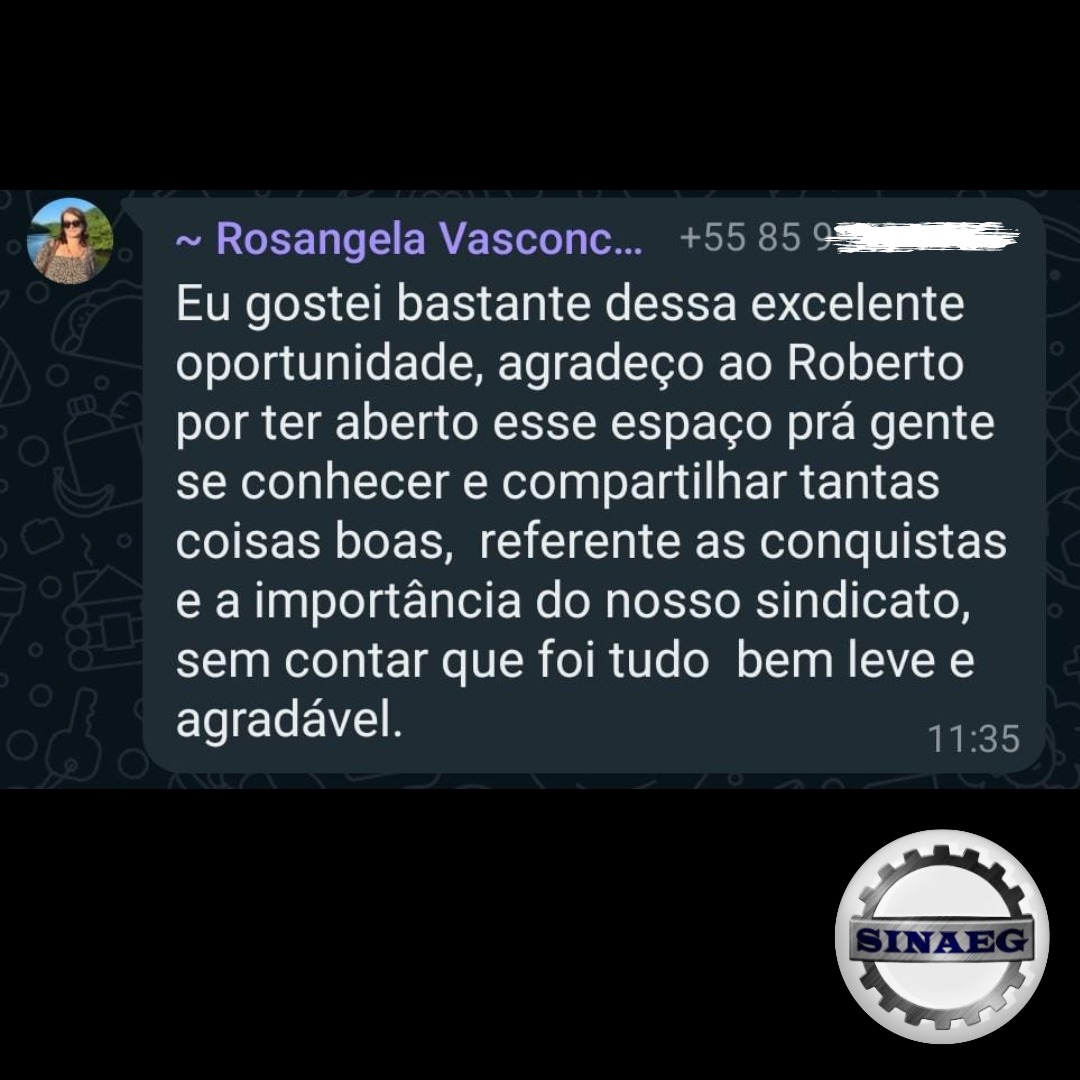 ~ Rosangela Vasconc... +55 85 9
Eu gostei bastante dessa excelente
oportunidade, agradeço ao Roberto
por ter aberto esse espaço prá gente
se conhecer e compartilhar tantas
coisas boas,  referente as conquistas
e a importância do nosso sindicato,
sem contar que foi tudo  bem leve e
agradável.
11:35
SINAEG